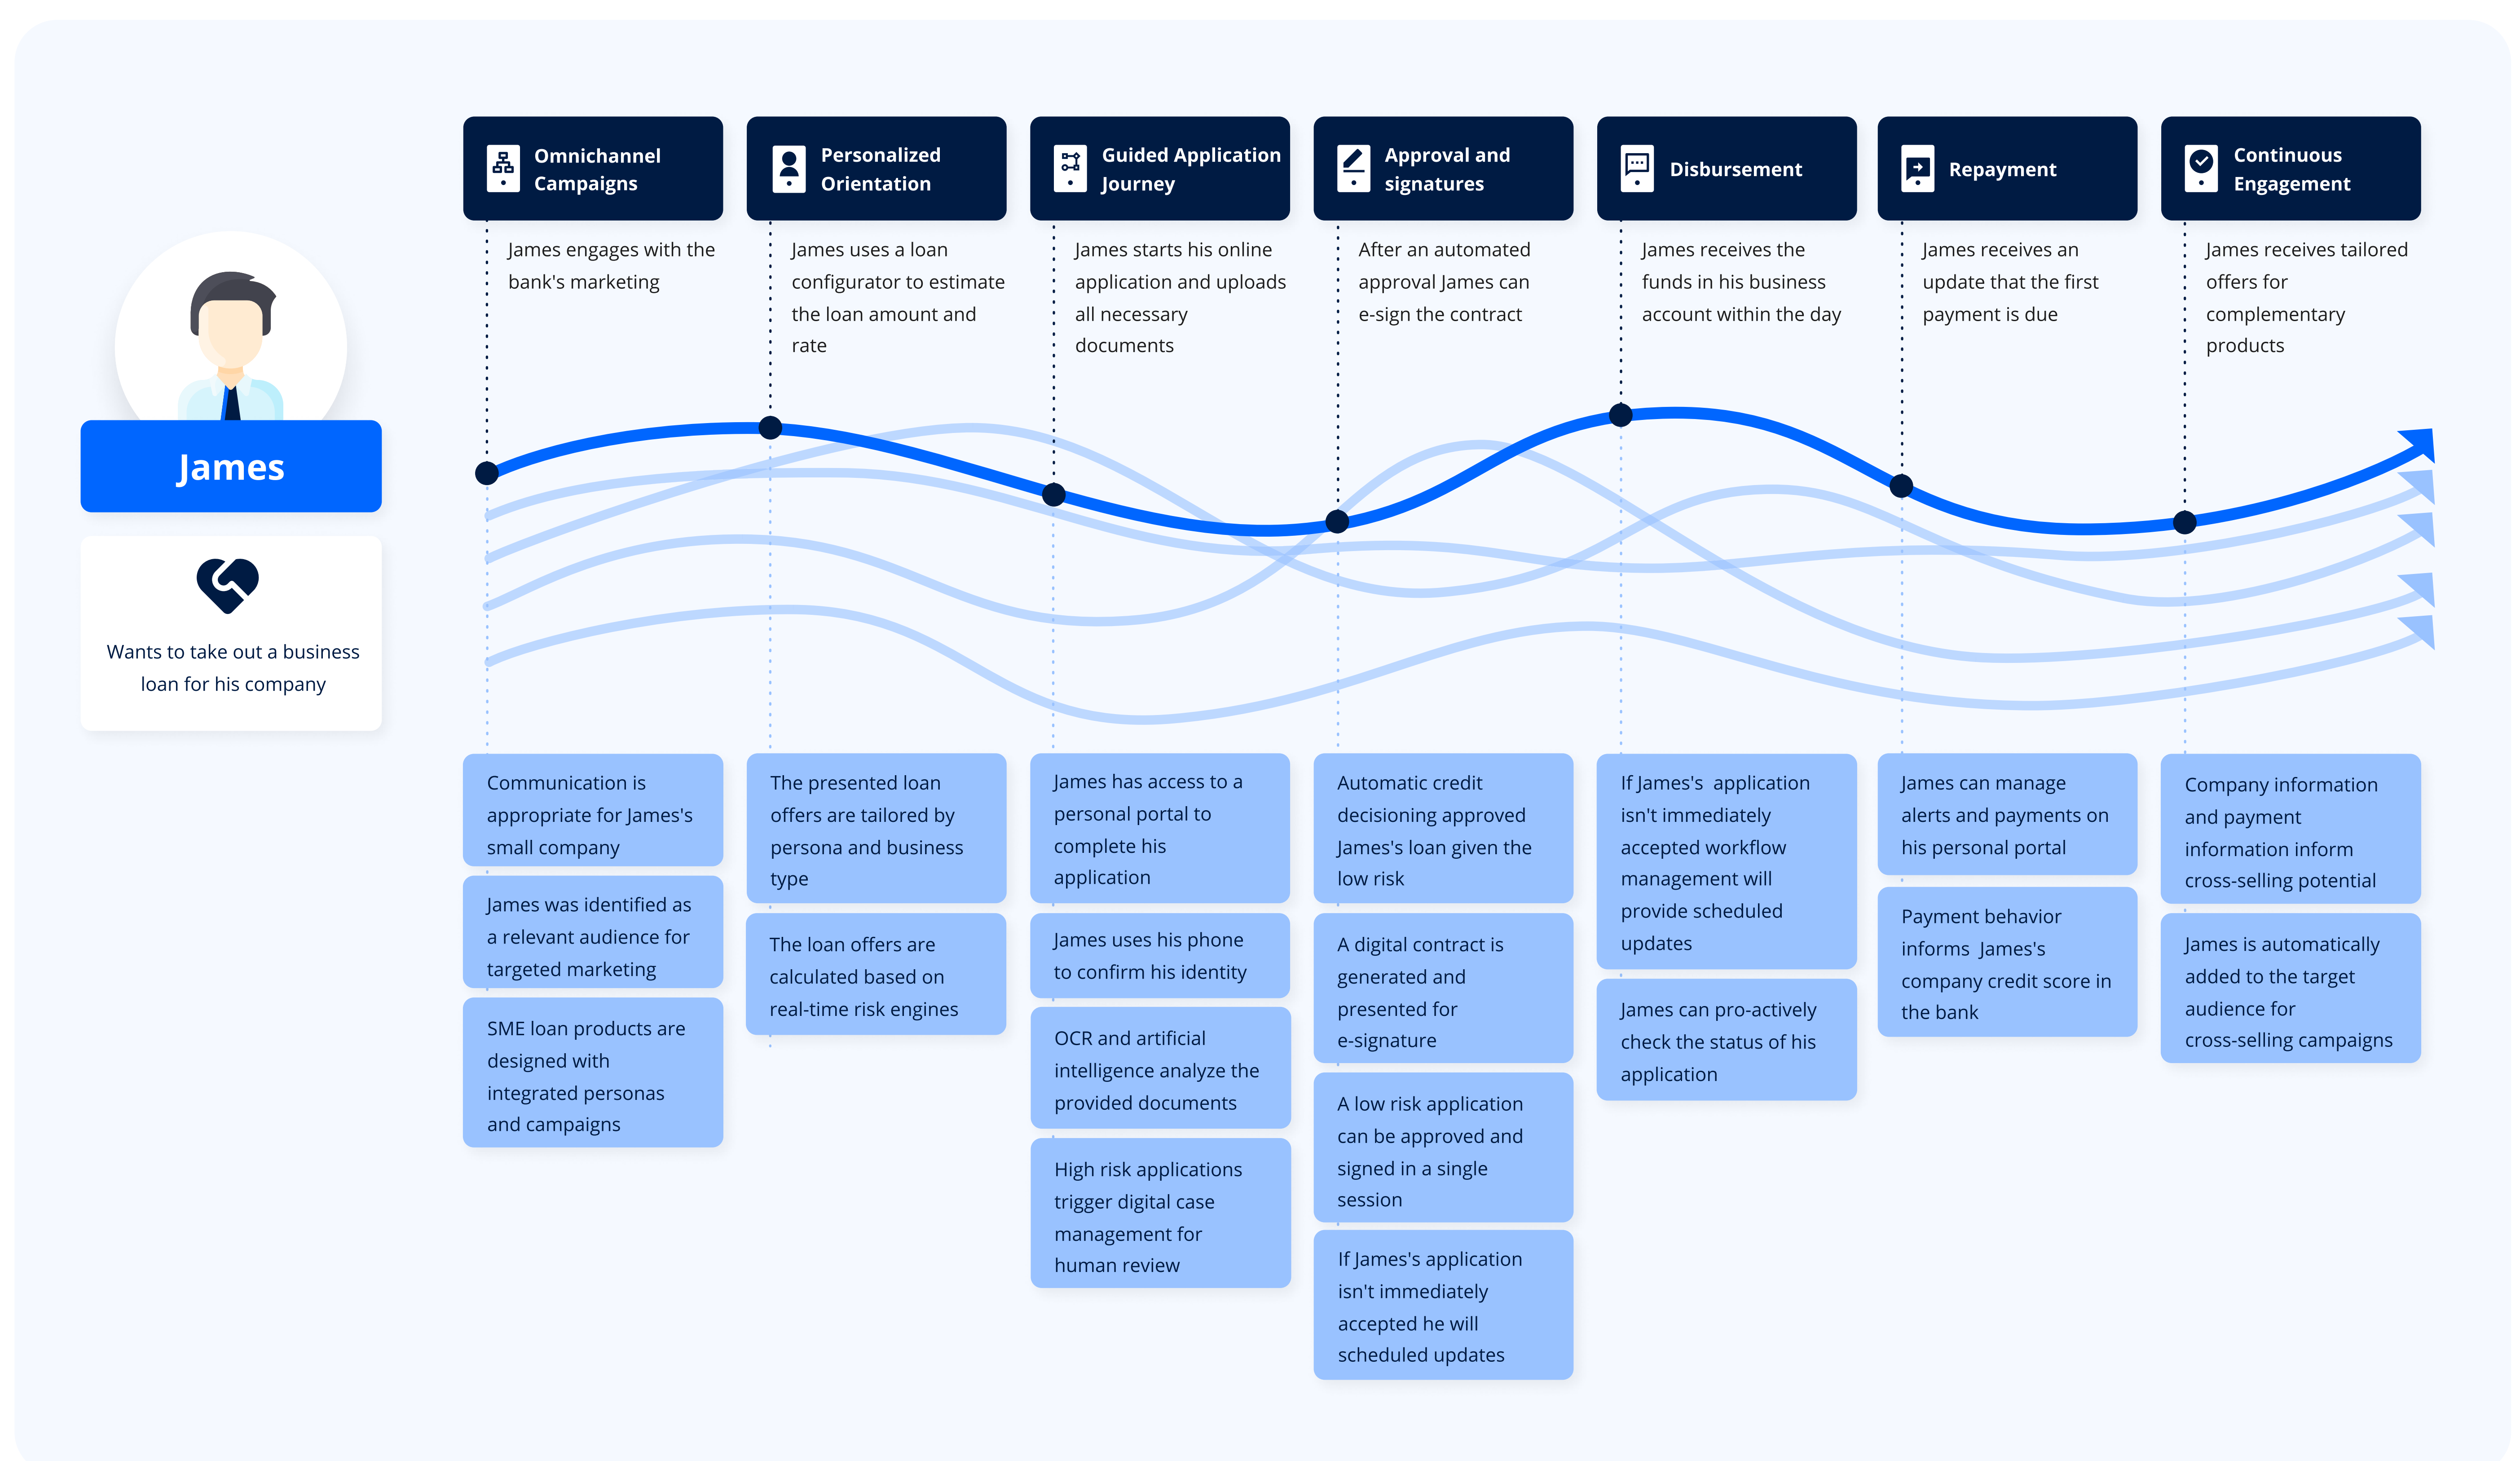 Omnichannel
Campaigns
Personalized
Orientation
Guided Application
Journey
Approval and
signatures
Disbursement
Repayment
Continuous
Engagement
James engages with the
bank's marketing
James uses a loan
configurator to estimate
the loan amount and
rate
James starts his online
application and uploads
all necessary
documents
After an automated
approval James can
e-sign the contract
James receives the
funds in his business
account within the day
James receives an
update that the first
payment is due
James receives tailored
offers for
complementary
products
James
Wants to take out a business
loan for his company
Communication is
appropriate for James's
small company
James was identified as
a relevant audience for
targeted marketing
SME loan products are
designed with
integrated personas
and campaigns
The presented loan
offers are tailored by
persona and business
type
The loan offers are
calculated based on
real-time risk engines
James has access to a
personal portal to
complete his
application
James uses his phone
to confirm his identity
OCR and artificial
intelligence analyze the
provided documents
High risk applications
trigger digital case
management for
human review
Automatic credit
decisioning approved
James's loan given the
low risk
A digital contract is
generated and
presented for
e-signature
A low risk application
can be approved and
signed in a single
session
If James's application
isn't immediately
accepted he will
scheduled updates
If James's  application
isn't immediately
accepted workflow
management will
provide scheduled
updates
James can pro-actively
check the status of his
application
James can manage
alerts and payments on
his personal portal
Payment behavior
informs  James's
company credit score in
the bank
Company information
and payment
information inform
cross-selling potential
James is automatically
added to the target
audience for
cross-selling campaigns